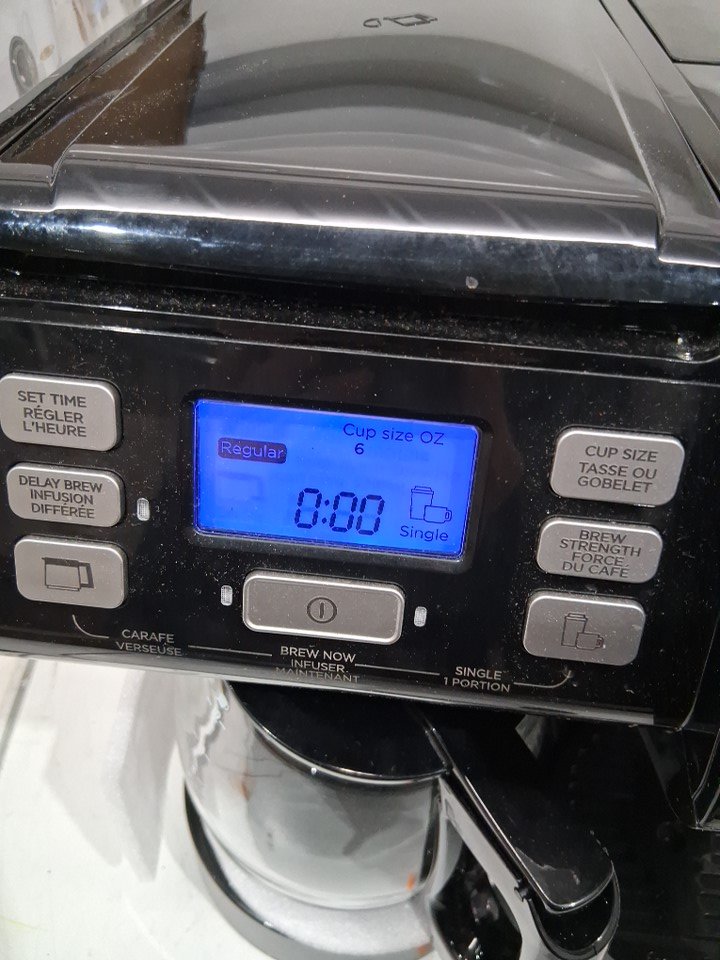 SET TIME
RÉGLER
L'HEURE
DELAY BREW
INFUSION
DIFFÉRÉE
Cup size OZ
Regular
6
0:00
Single
CUP SIZE
TASSE OU
GOBELET
BREW
STRENGTH
FORCE
DU CAFÉ
CARAFE
VERSEUSE
BREW NOW
INFUSER
MAINTENANT
SINGLE
1 PORTION